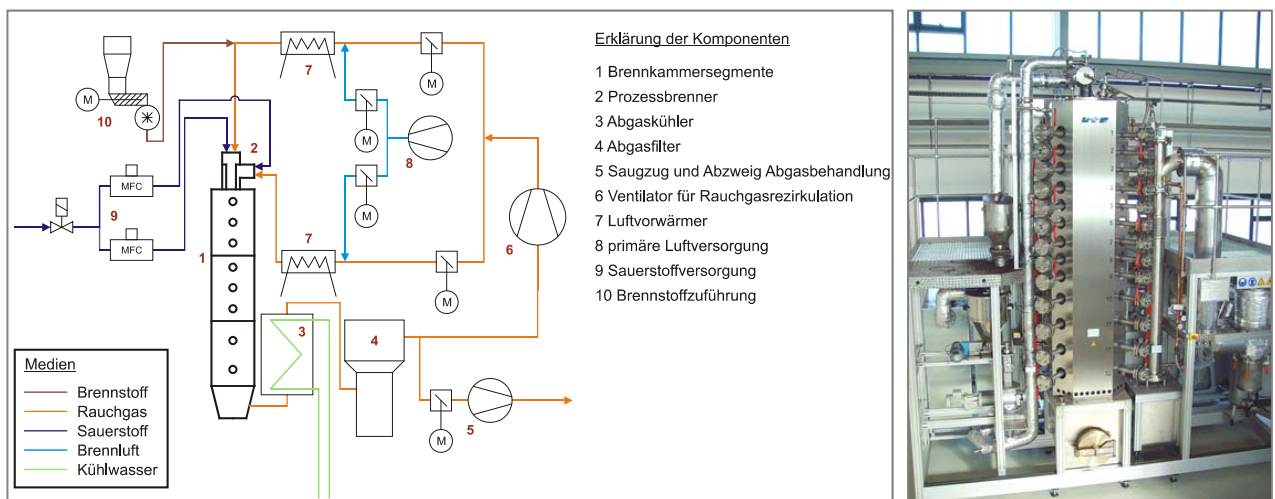 7
M
M
10
M
8
2
MFC
9
MFC
1
M
7
M
6
3
4
M
5
Medien
Brennstoff
Rauchgas
Sauerstoff
Brennluft
Kühlwasser
Erklärung der Komponenten
1 Brennkammersegmente
2 Prozessbrenner
3 Abgaskühler
4 Abgasfilter
5 Saugzug und Abzweig Abgasbehandlung
6 Ventilator für Rauchgasrezirkulation
7 Luftvorwärmer
8 primäre Luftversorgung
9 Sauerstoffversorgung
10 Brennstoffzuführung